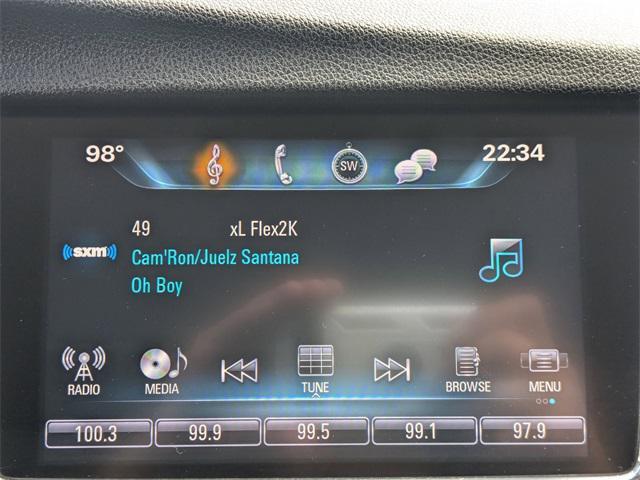 98° SW 22:34
49 xL Flex2K
((sxm)) Cam'Ron/Juelz Santana
Oh Boy
RADIO MEDIA TUNE BROWSE MENU
100.3 99.9 99.5 99.1 97.9